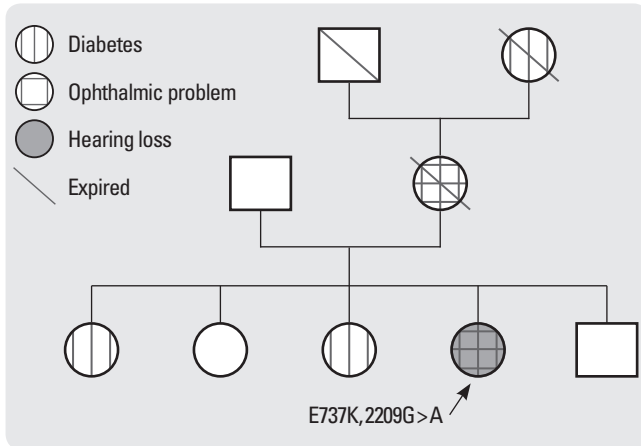 Diabetes
Ophthalmic problem
Hearing loss
Expired
E737K, 2209G>A